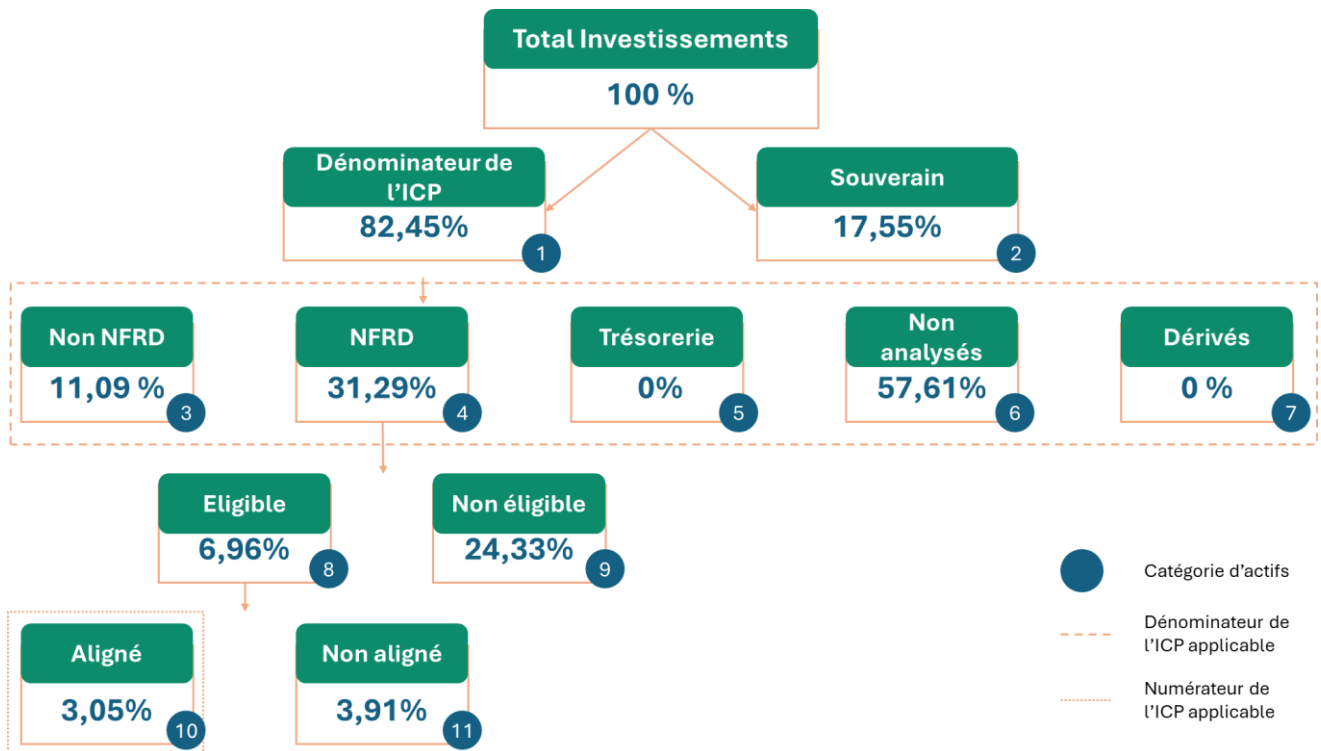 Total Investissements
100 %
Dénominateur de
l'ICP
82,45%
1
Souverain
17,55%
2
Non NFRD
11,09 %
3
NFRD
31,29%
4
Trésorerie
0%
5
Non
analysés
57,61%
6
Dérivés
0 %
7
Eligible
6,96%
8
Non éligible
24,33%
9
Aligné
3,05%
10
Non aligné
3,91%
11
Catégorie d'actifs
Dénominateur de
l'ICP applicable
Numérateur de
l'ICP applicable